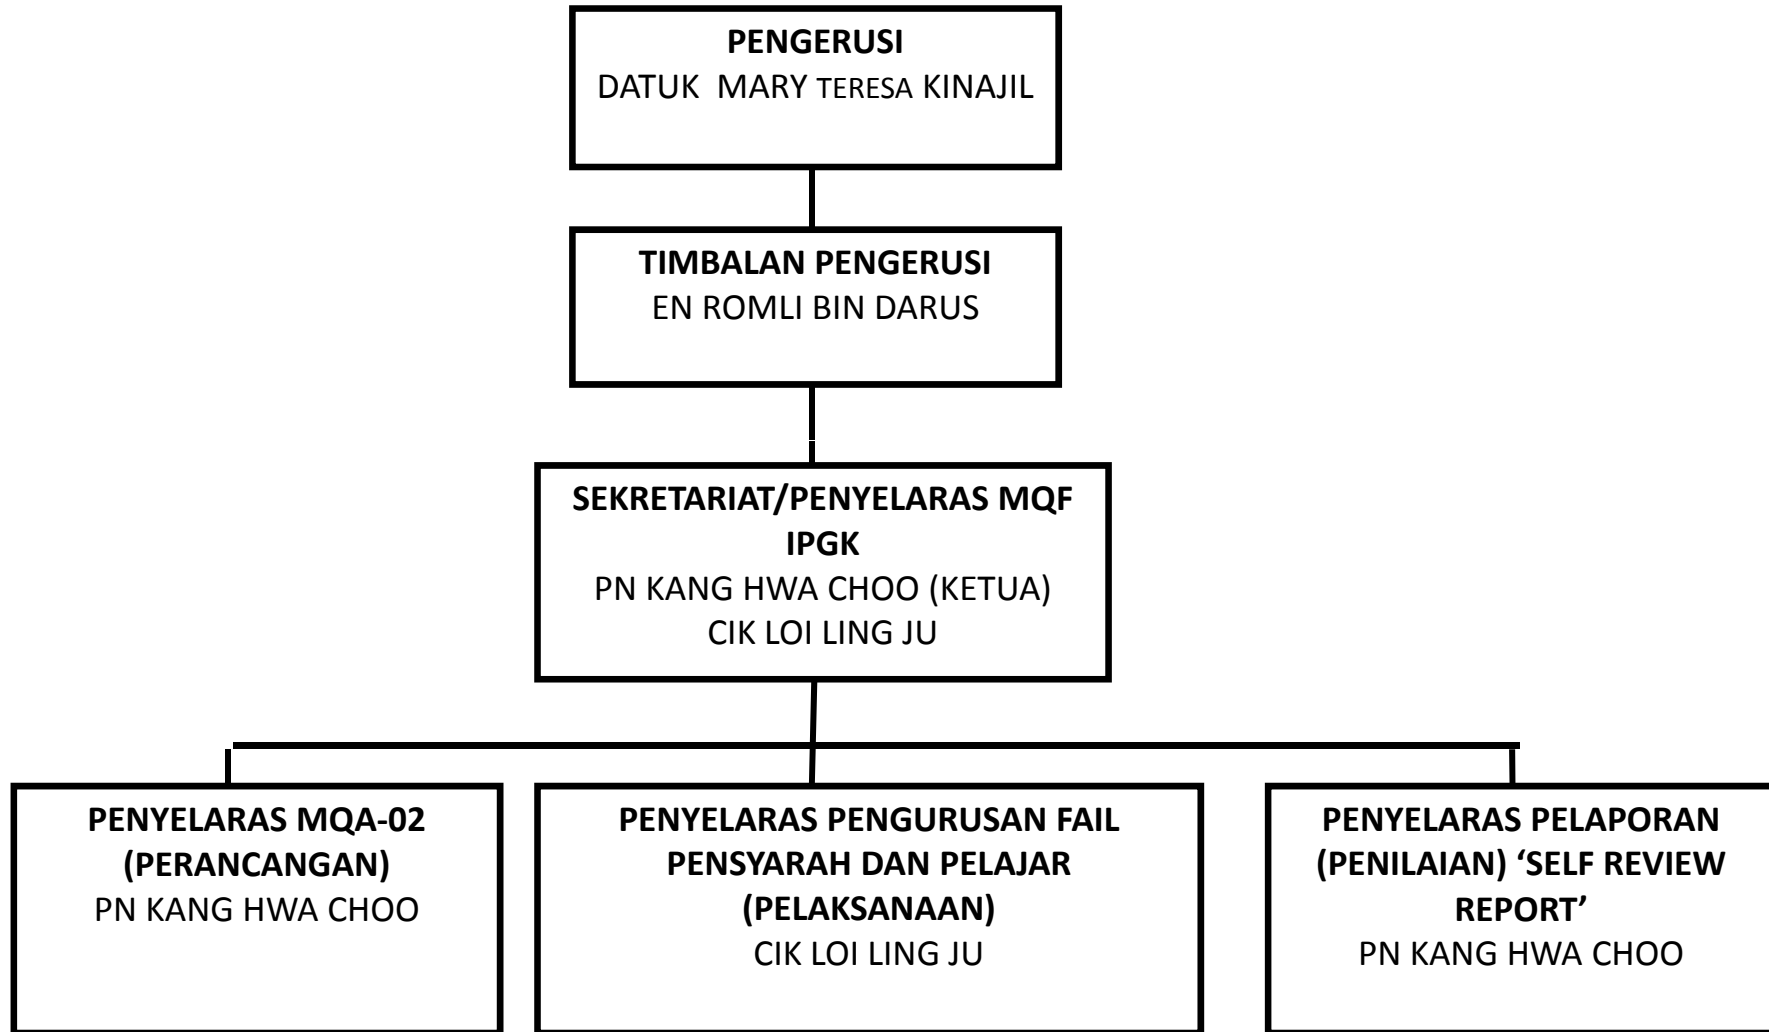 PENGERUSI
DATUK  MARY TERESA KINAJIL
TIMBALAN PENGERUSI
EN ROMLI BIN DARUS
SEKRETARIAT/PENYELARAS MQF
IPGK
PN KANG HWA CHOO (KETUA)
CIK LOI LING JU
PENYELARAS MQA-02
(PERANCANGAN)
PN KANG HWA CHOO
PENYELARAS PENGURUSAN FAIL
PENSYARAH DAN PELAJAR
(PELAKSANAAN)
CIK LOI LING JU
PENYELARAS PELAPORAN
(PENILAIAN) ‘SELF REVIEW
REPORT’
PN KANG HWA CHOO